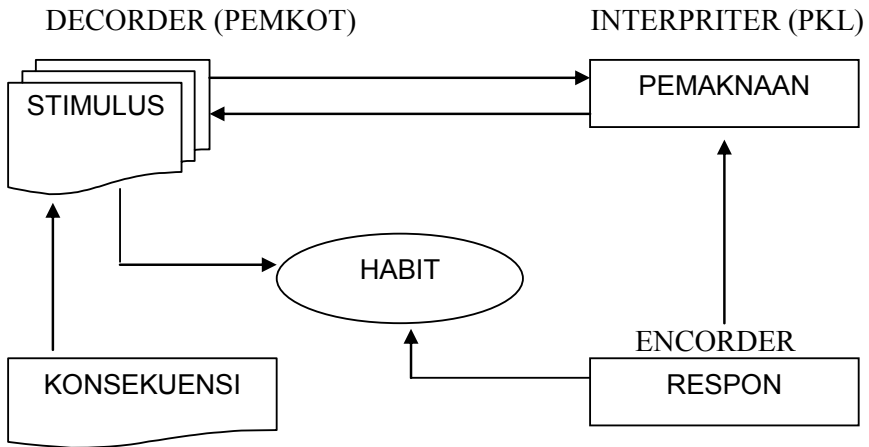 DECORDER (PEMKOT)
INTERPRITER (PKL)
STIMULUS
PEMAKNAAN
HABIT
ENCORDER
KONSEKUENSI
RESPON